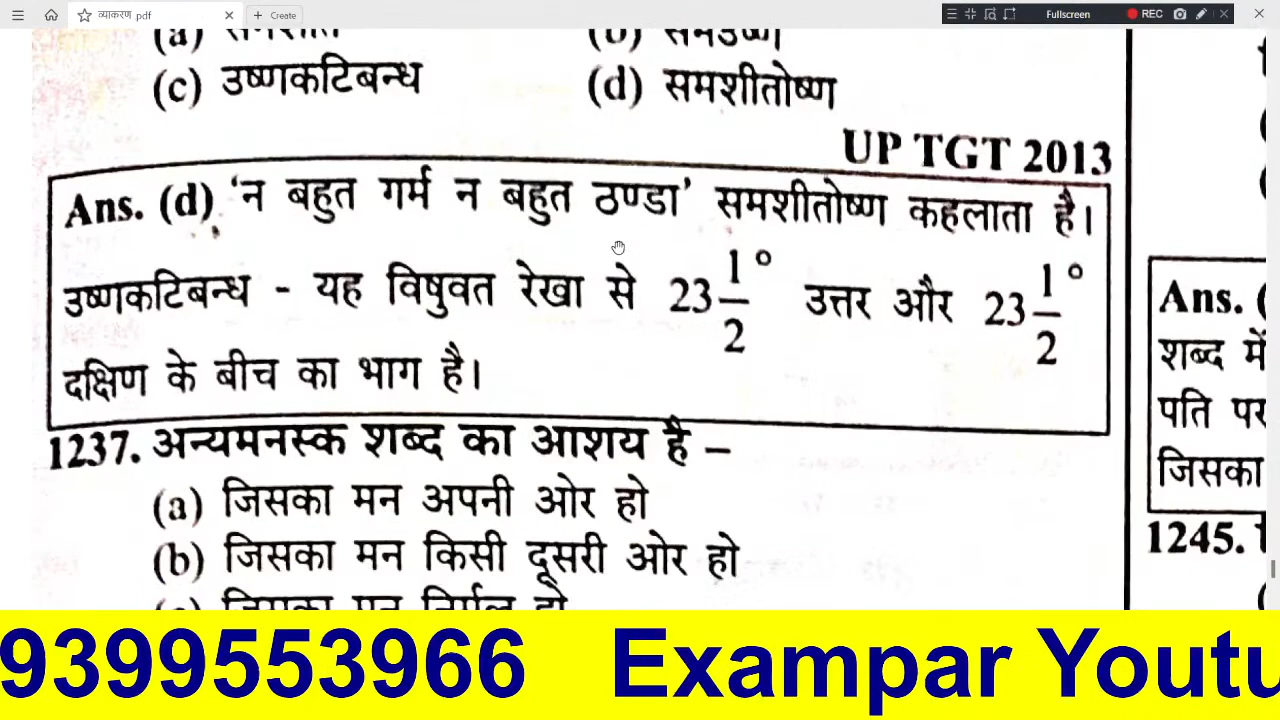 व्याकरण .pdf
Create
Fullscreen
REC
(c) उष्णकटिबन्ध (d) समशीतोष्ण
UP TGT 2013
Ans. (d) 'न बहुत गर्म न बहुत ठण्डा' समशीतोष्ण कहलाता है।
उष्णकटिबन्ध - यह विषुवत रेखा से 23 1/2° उत्तर और 23 1/2°
दक्षिण के बीच का भाग है।
1237. अन्यमनस्क शब्द का आशय है –
(a) जिसका मन अपनी ओर हो
(b) जिसका मन किसी दूसरी ओर हो
Ans. (
शब्द में
पति पर
जिसका
1245.
9399553966 Exampar Youtu